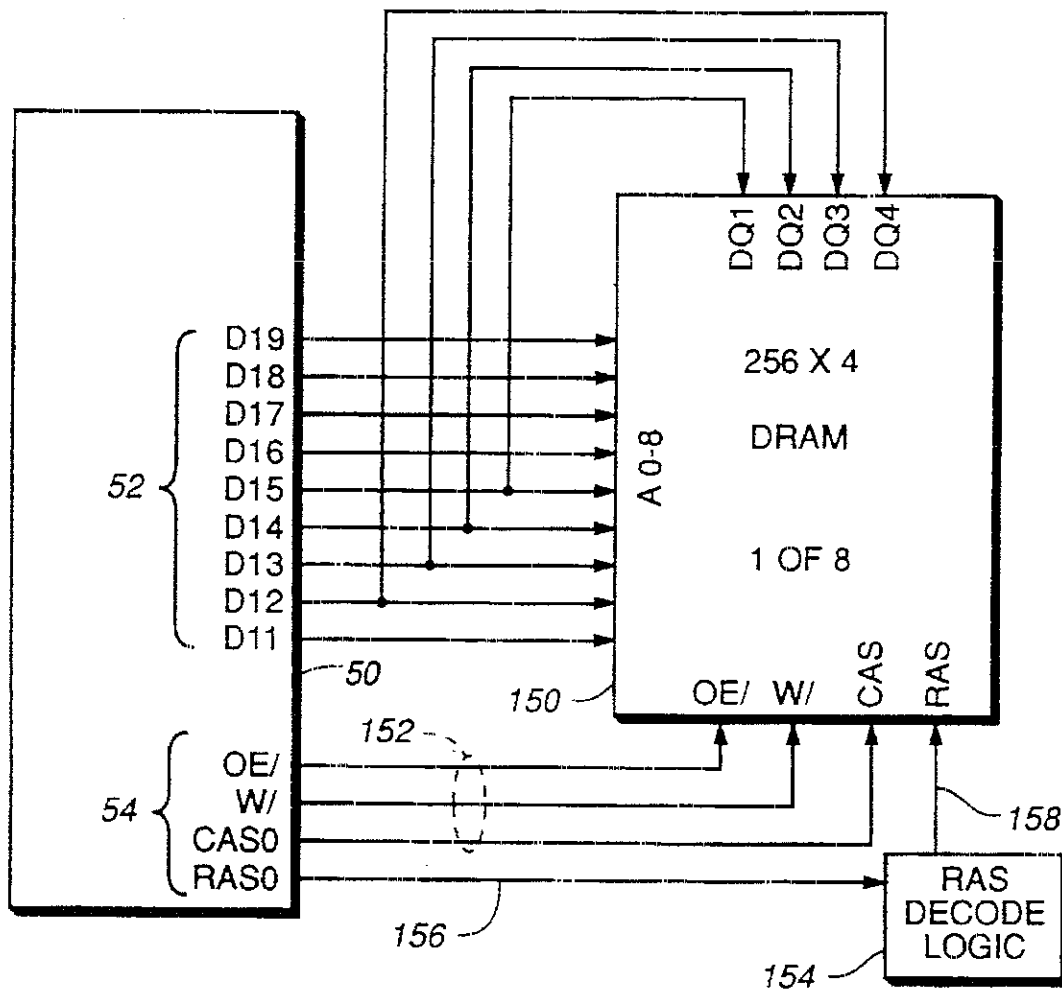 DQ1
DQ2
DQ3
DQ4
D19
D18
D17
D16
D15
D14
D13
D12
D11
52
A 0-8
256 X 4
DRAM
1 OF 8
50
150
OE/
W/
CAS
RAS
152
54
OE/
W/
CAS0
RAS0
156
158
RAS
DECODE
LOGIC
154